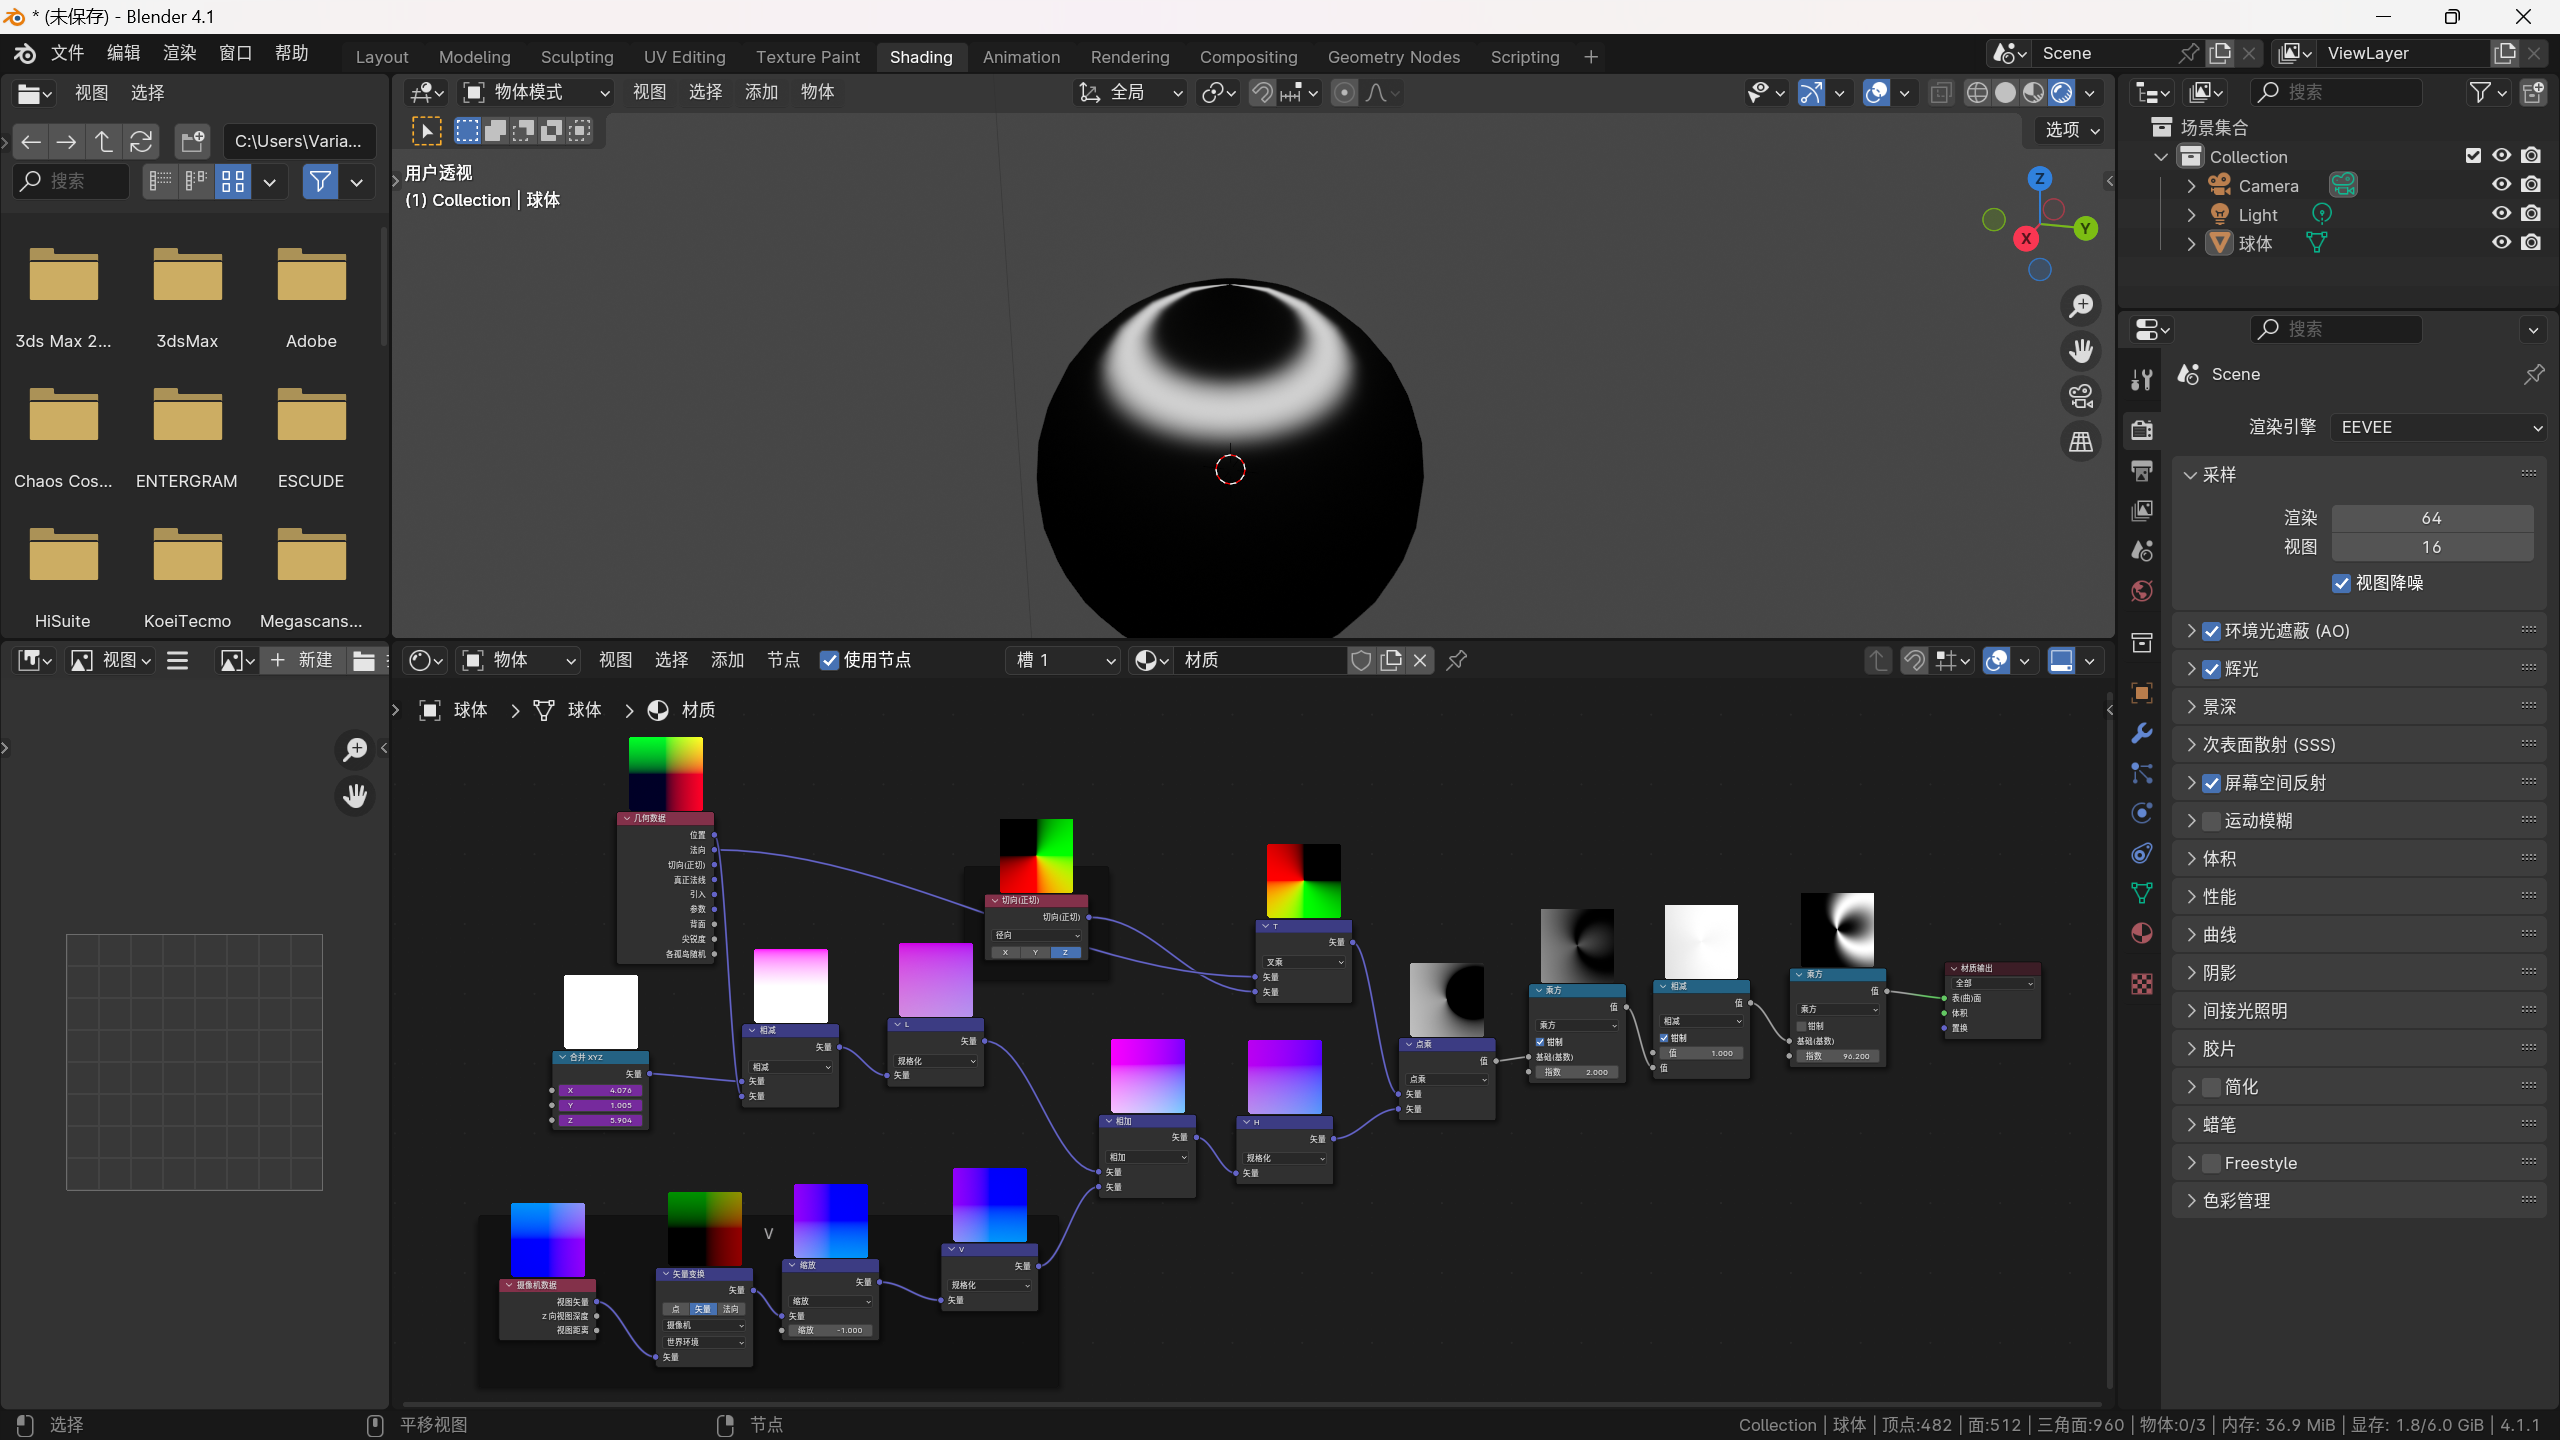 * (未保存) - Blender 4.1
文件 编辑 渲染 窗口 帮助 Layout Modeling Sculpting UV Editing Texture Paint Shading Animation Rendering Compositing Geometry Nodes Scripting Scene ViewLayer
视图 选择
C:\Users\Varia...
搜索
3ds Max 2... 3dsMax Adobe
Chaos Cos... ENTERGRAM ESCUDE
HiSuite KoeiTecmo Megascans...
物体模式 视图 选择 添加 物体 全局
选项
用户透视
(1) Collection | 球体
Z
Y
X
搜索
场景集合
Collection
Camera
Light
球体
搜索
Scene
渲染引擎 EEVEE
采样
渲染 64
视图 16
视图降噪
环境光遮蔽 (AO)
辉光
景深
次表面散射 (SSS)
屏幕空间反射
运动模糊
体积
性能
曲线
阴影
间接光照明
胶片
简化
蜡笔
Freestyle
色彩管理
视图 新建
物体 视图 选择 添加 节点 使用节点 槽 1 材质
球体 球体 材质
几何数据
位置
法向
切向(正切)
真正法线
引入
参数
背面
尖锐度
各孤岛随机
切向(正切)
切向(正切)
径向
X Y Z
合并 XYZ
矢量
X 4.076
Y 1.005
Z 5.904
相减
矢量
相减
矢量
矢量
L
矢量
规格化
矢量
T
矢量
叉乘
矢量
矢量
相加
矢量
相加
矢量
矢量
H
矢量
规格化
矢量
点乘
值
点乘
矢量
矢量
乘方
值
乘方
钳制
基础(基数)
指数 2.000
相减
值
相减
钳制
值 1.000
值
乘方
值
乘方
钳制
基础(基数)
指数 96.200
材质输出
全部
表(曲)面
体积
置换
V
摄像机数据
视图矢量
Z 向视图深度
视图距离
矢量变换
矢量
点 矢量 法向
摄像机
世界环境
矢量
缩放
矢量
缩放
矢量
缩放 -1.000
V
矢量
规格化
矢量
选择 平移视图 节点 Collection | 球体 | 顶点:482 | 面:512 | 三角面:960 | 物体:0/3 | 内存: 36.9 MiB | 显存: 1.8/6.0 GiB | 4.1.1